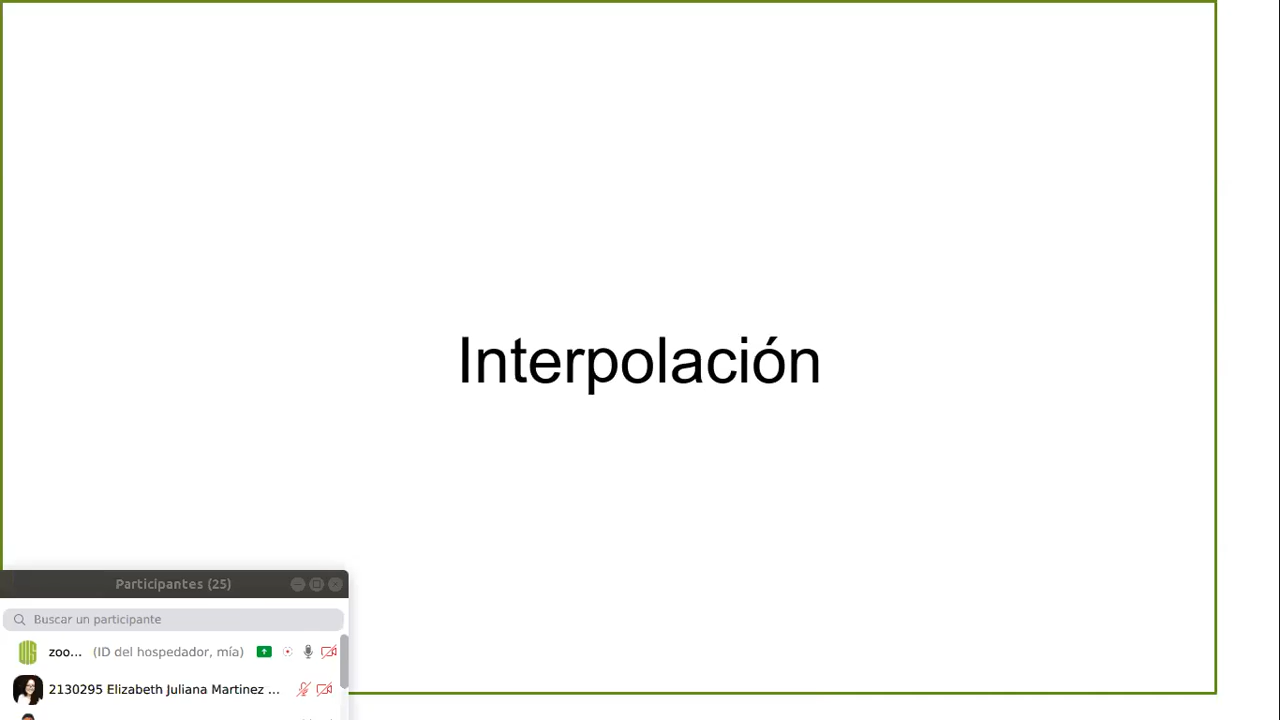 Interpolación
Participantes (25)
Buscar un participante
zoo... (ID del hospedador, mía)
2130295 Elizabeth Juliana Martinez ...